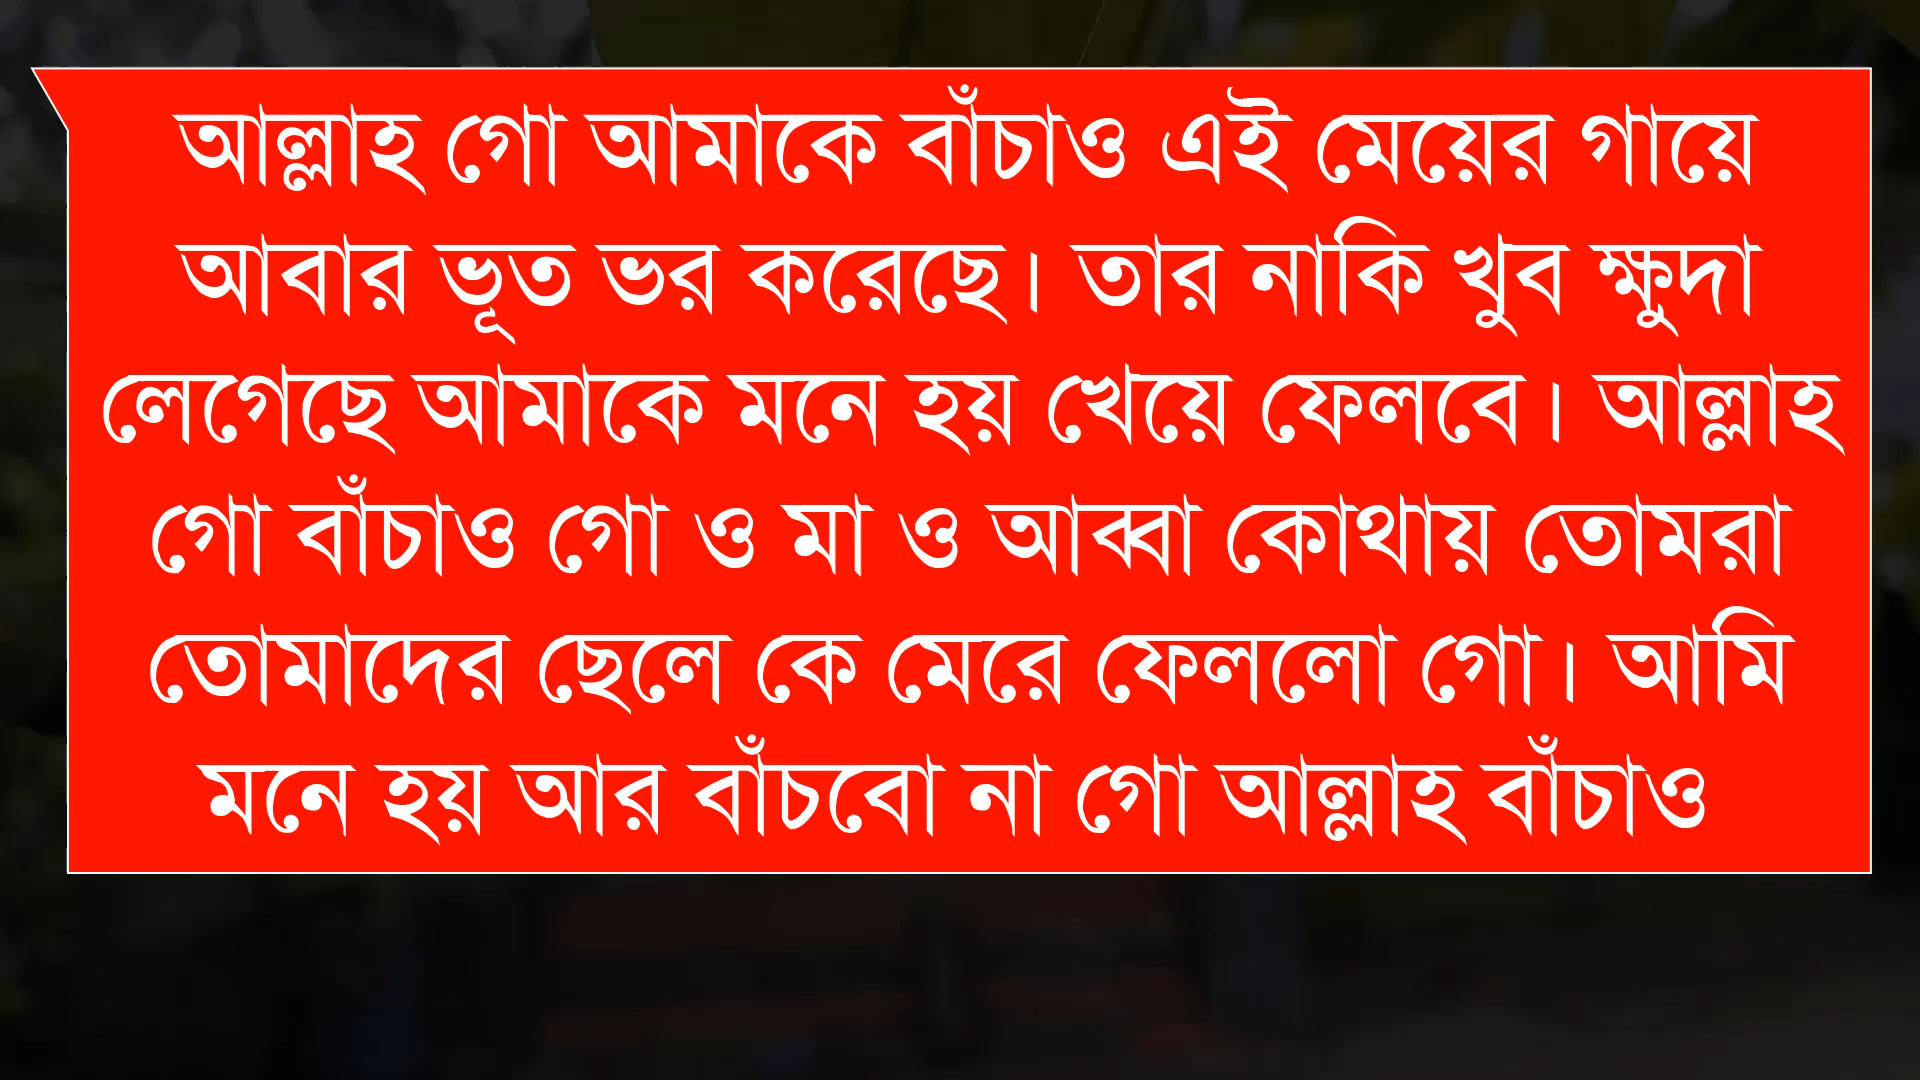 আল্লাহ গো আমাকে বাঁচাও এই মেয়ের গায়ে
আবার ভূত ভর করেছে। তার নাকি খুব ক্ষুদা
লেগেছে আমাকে মনে হয় খেয়ে ফেলবে। আল্লাহ
গো বাঁচাও গো ও মা ও আব্বা কোথায় তোমরা
তোমাদের ছেলে কে মেরে ফেললো গো। আমি
মনে হয় আর বাঁচবো না গো আল্লাহ বাঁচাও